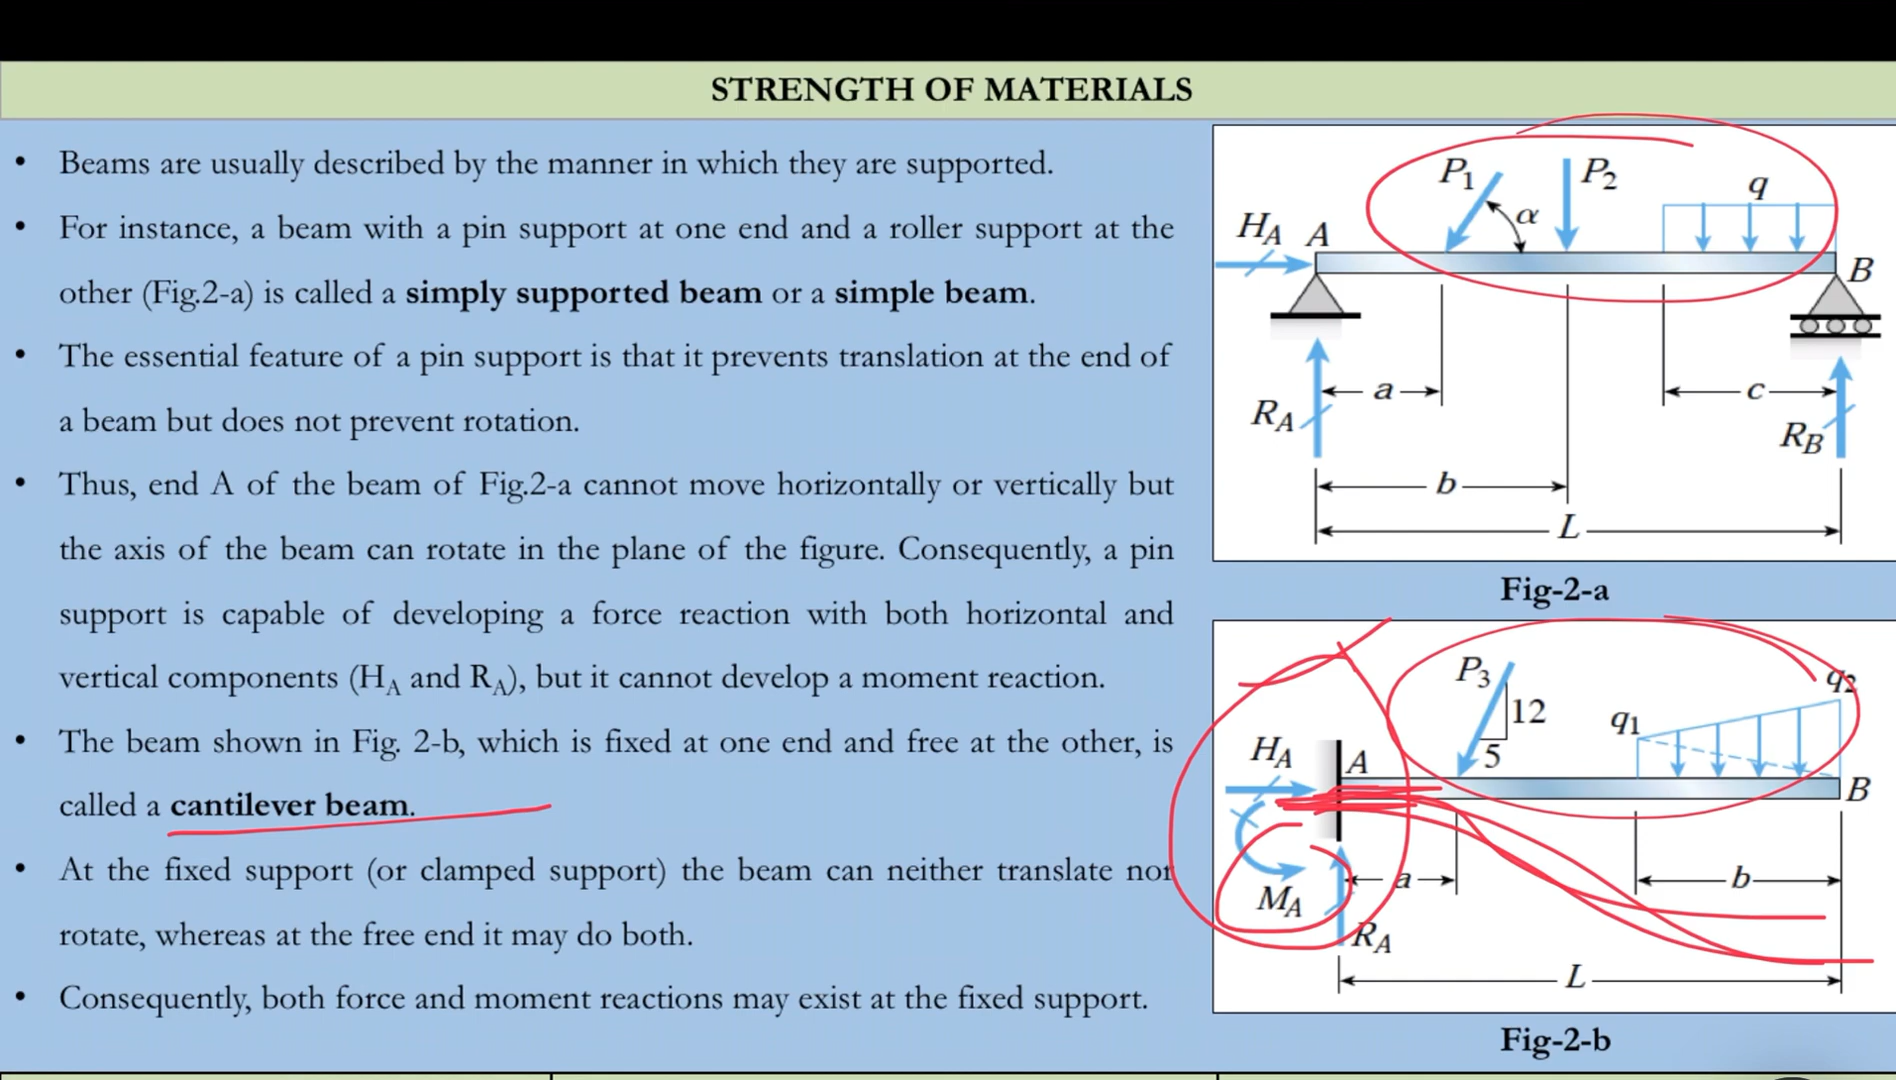 STRENGTH OF MATERIALS
• Beams are usually described by the manner in which they are supported.
• For instance, a beam with a pin support at one end and a roller support at the
other (Fig.2-a) is called a simply supported beam or a simple beam.
• The essential feature of a pin support is that it prevents translation at the end of
a beam but does not prevent rotation.
• Thus, end A of the beam of Fig.2-a cannot move horizontally or vertically but
the axis of the beam can rotate in the plane of the figure. Consequently, a pin
support is capable of developing a force reaction with both horizontal and
vertical components (HA and RA), but it cannot develop a moment reaction.
• The beam shown in Fig. 2-b, which is fixed at one end and free at the other, is
called a cantilever beam.
• At the fixed support (or clamped support) the beam can neither translate nor
rotate, whereas at the free end it may do both.
• Consequently, both force and moment reactions may exist at the fixed support.
P1 P2 q
α
HA A
B
a c
RA
RB
b
L
Fig-2-a
P3 q2
12
q1
5
HA A
B
a b
MA
RA
L
Fig-2-b